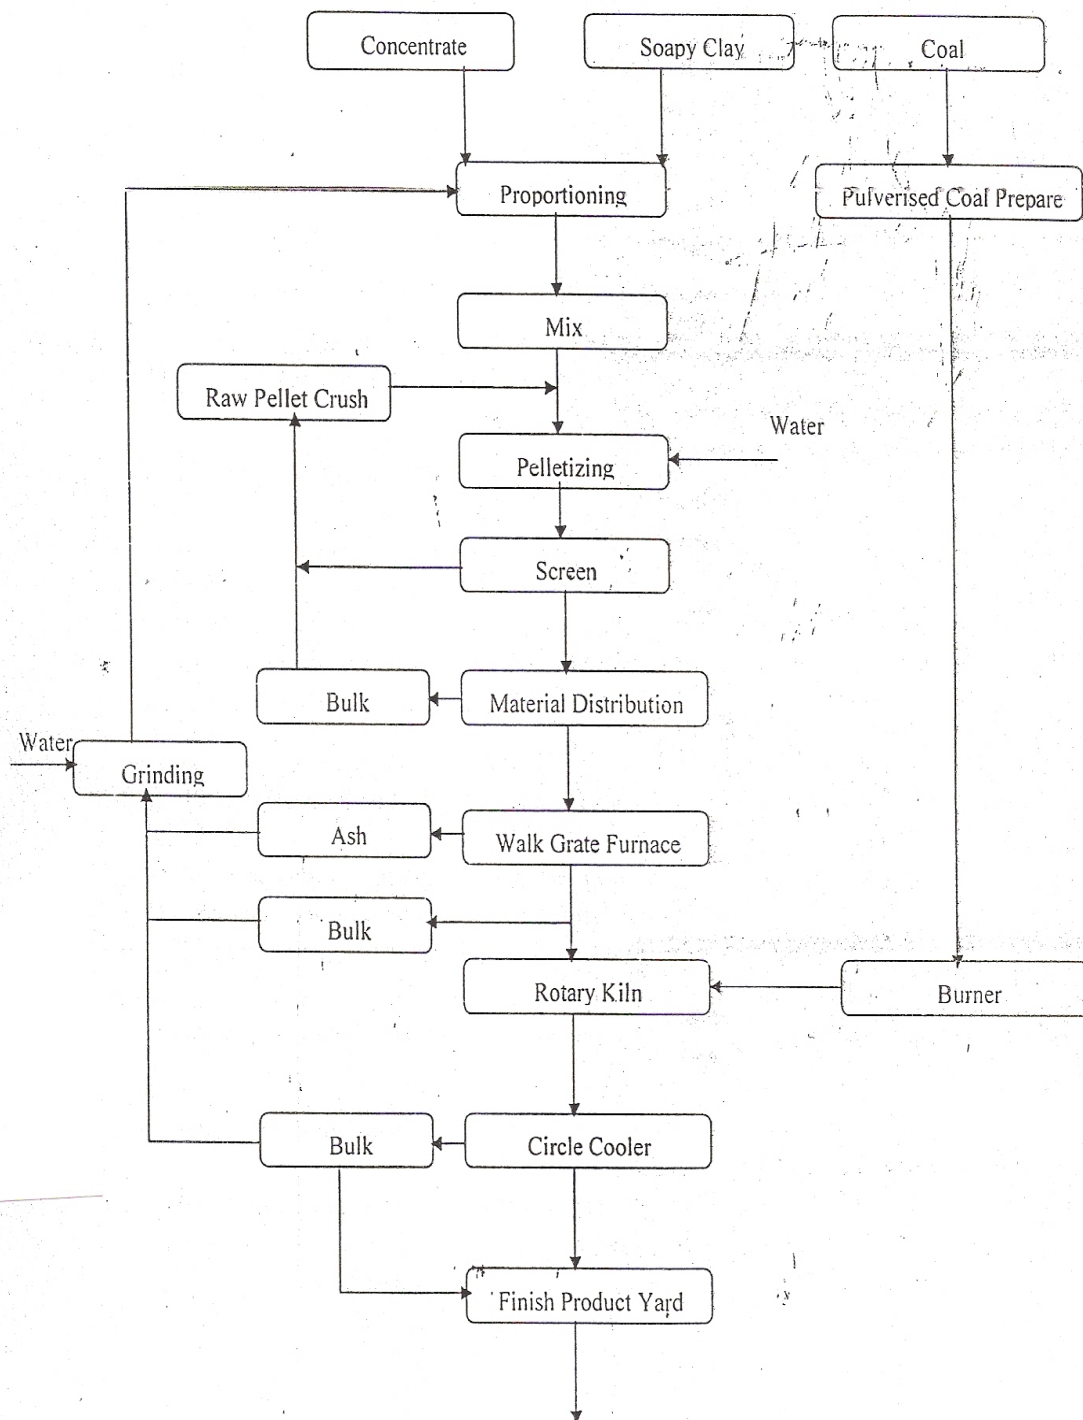 Concentrate
Soapy Clay
Coal
Proportioning
Pulverised Coal Prepare
Mix
Raw Pellet Crush
Water
Pelletizing
Screen
Bulk
Material Distribution
Water
Grinding
Ash
Walk Grate Furnace
Bulk
Rotary Kiln
Burner
Bulk
Circle Cooler
Finish Product Yard